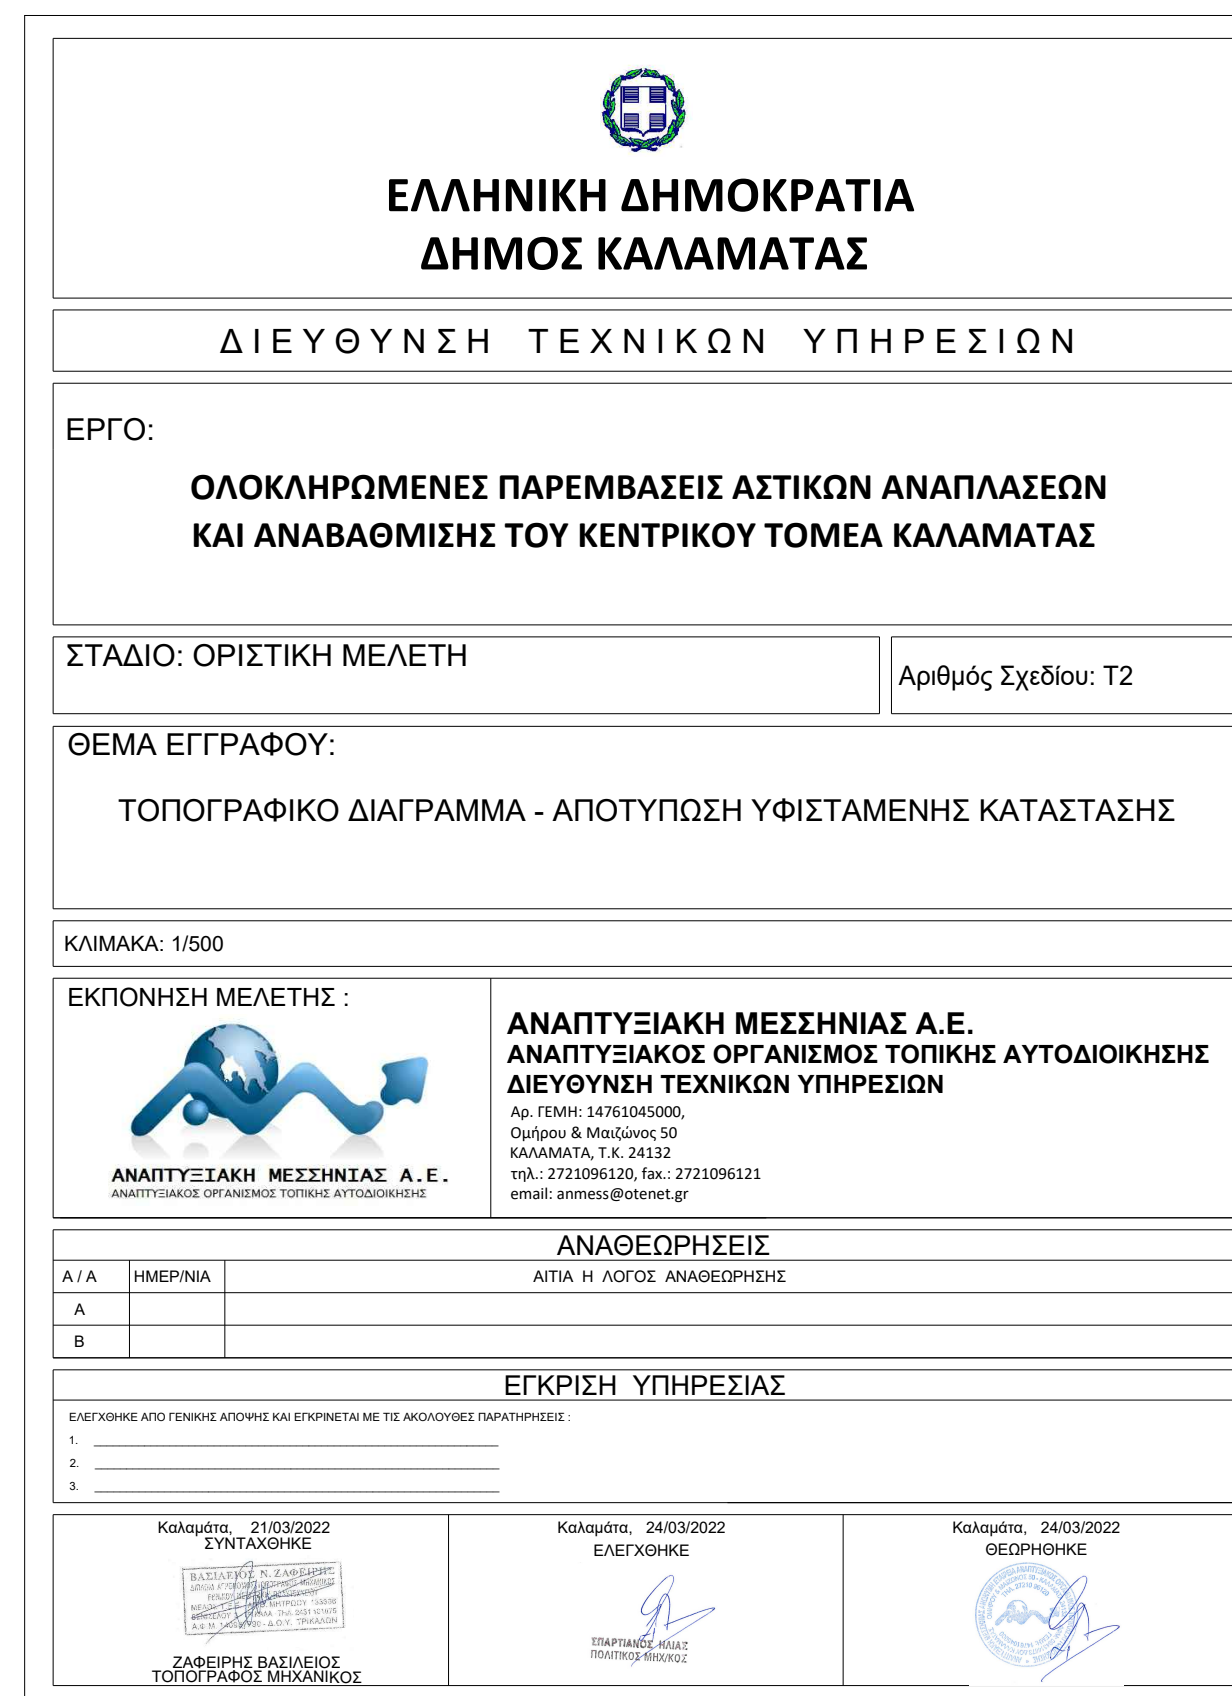 ΕΛΛΗΝΙΚΗ ΔΗΜΟΚΡΑΤΙΑ
ΔΗΜΟΣ ΚΑΛΑΜΑΤΑΣ
ΔΙΕΥΘΥΝΣΗ ΤΕΧΝΙΚΩΝ ΥΠΗΡΕΣΙΩΝ
ΕΡΓΟ:
ΟΛΟΚΛΗΡΩΜΕΝΕΣ ΠΑΡΕΜΒΑΣΕΙΣ ΑΣΤΙΚΩΝ ΑΝΑΠΛΑΣΕΩΝ
ΚΑΙ ΑΝΑΒΑΘΜΙΣΗΣ ΤΟΥ ΚΕΝΤΡΙΚΟΥ ΤΟΜΕΑ ΚΑΛΑΜΑΤΑΣ
ΣΤΑΔΙΟ: ΟΡΙΣΤΙΚΗ ΜΕΛΕΤΗ
Αριθμός Σχεδίου: Τ2
ΘΕΜΑ ΕΓΓΡΑΦΟΥ:
ΤΟΠΟΓΡΑΦΙΚΟ ΔΙΑΓΡΑΜΜΑ - ΑΠΟΤΥΠΩΣΗ ΥΦΙΣΤΑΜΕΝΗΣ ΚΑΤΑΣΤΑΣΗΣ
ΚΛΙΜΑΚΑ: 1/500
ΕΚΠΟΝΗΣΗ ΜΕΛΕΤΗΣ :
ΑΝΑΠΤΥΞΙΑΚΗ ΜΕΣΣΗΝΙΑΣ Α.Ε.
ΑΝΑΠΤΥΞΙΑΚΟΣ ΟΡΓΑΝΙΣΜΟΣ ΤΟΠΙΚΗΣ ΑΥΤΟΔΙΟΙΚΗΣΗΣ
ΑΝΑΠΤΥΞΙΑΚΗ ΜΕΣΣΗΝΙΑΣ Α.Ε.
ΑΝΑΠΤΥΞΙΑΚΟΣ ΟΡΓΑΝΙΣΜΟΣ ΤΟΠΙΚΗΣ ΑΥΤΟΔΙΟΙΚΗΣΗΣ
ΔΙΕΥΘΥΝΣΗ ΤΕΧΝΙΚΩΝ ΥΠΗΡΕΣΙΩΝ
Αρ. ΓΕΜΗ: 14761045000,
Ομήρου & Μαιζώνος 50
ΚΑΛΑΜΑΤΑ, Τ.Κ. 24132
τηλ.: 2721096120, fax.: 2721096121
email: anmess@otenet.gr
ΑΝΑΘΕΩΡΗΣΕΙΣ
Α / Α ΗΜΕΡ/ΝΙΑ ΑΙΤΙΑ Η ΛΟΓΟΣ ΑΝΑΘΕΩΡΗΣΗΣ
Α
Β
ΕΓΚΡΙΣΗ ΥΠΗΡΕΣΙΑΣ
ΕΛΕΓΧΘΗΚΕ ΑΠΟ ΓΕΝΙΚΗΣ ΑΠΟΨΗΣ ΚΑΙ ΕΓΚΡΙΝΕΤΑΙ ΜΕ ΤΙΣ ΑΚΟΛΟΥΘΕΣ ΠΑΡΑΤΗΡΗΣΕΙΣ :
1.
2.
3.
Καλαμάτα, 21/03/2022
ΣΥΝΤΑΧΘΗΚΕ
ΒΑΣΙΛΕΙΟΣ Ν. ΖΑΦΕΙΡΗΣ
ΖΑΦΕΙΡΗΣ ΒΑΣΙΛΕΙΟΣ
ΤΟΠΟΓΡΑΦΟΣ ΜΗΧΑΝΙΚΟΣ
Καλαμάτα, 24/03/2022
ΕΛΕΓΧΘΗΚΕ
ΣΠΑΡΤΙΑΝΟΣ ΗΛΙΑΣ
ΠΟΛΙΤΙΚΟΣ ΜΗΧ/ΚΟΣ
Καλαμάτα, 24/03/2022
ΘΕΩΡΗΘΗΚΕ